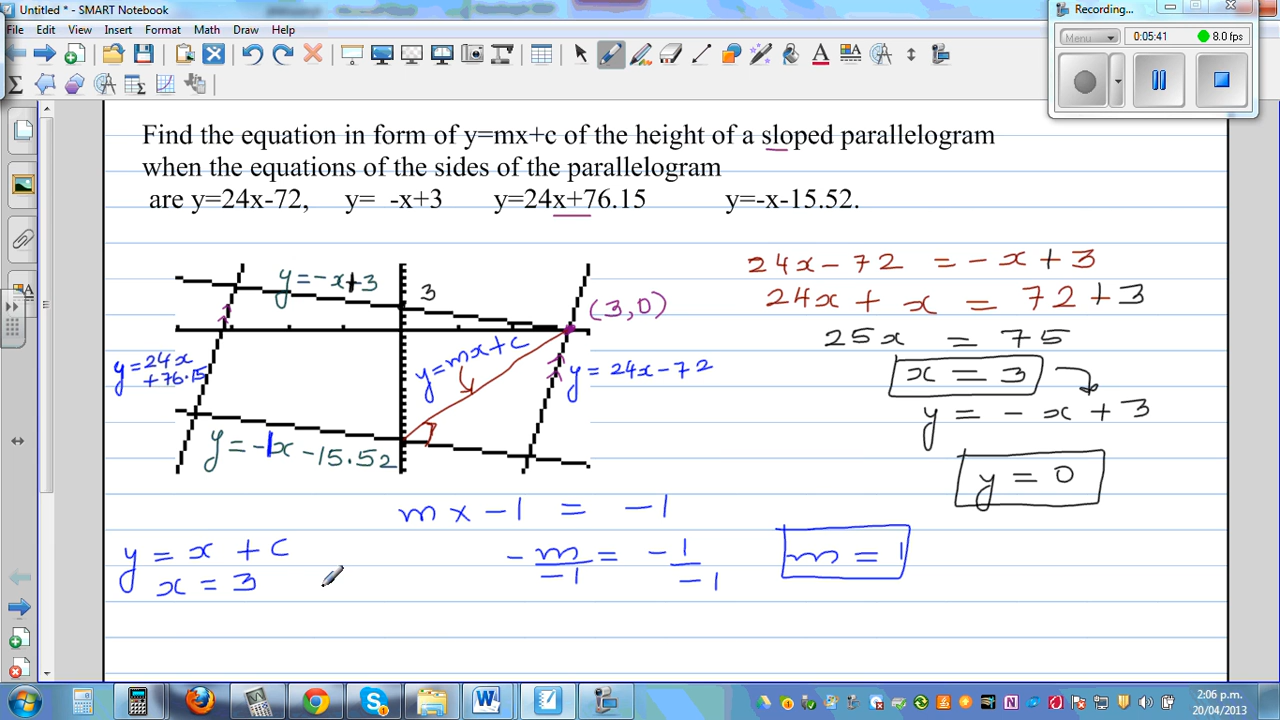 Untitled * - SMART Notebook
File Edit View Insert Format Math Draw Help
Recording...
Menu
0:05:41
8.0 fps
Find the equation in form of y=mx+c of the height of a sloped parallelogram
when the equations of the sides of the parallelogram
are y=24x-72, y= -x+3 y=24x+76.15 y=-x-15.52.
y = -x+3
3
(3,0)
y = 24x
+76.15
y = mx + c
y = 24x-72
y = -1x -15.52
24x - 72 = -x + 3
24x + x = 72 + 3
25x = 75
x = 3
y = -x + 3
y = 0
m x -1 = -1
y = x + c
x = 3
-m/-1 = -1/-1
m = 1
2:06 p.m.
20/04/2013